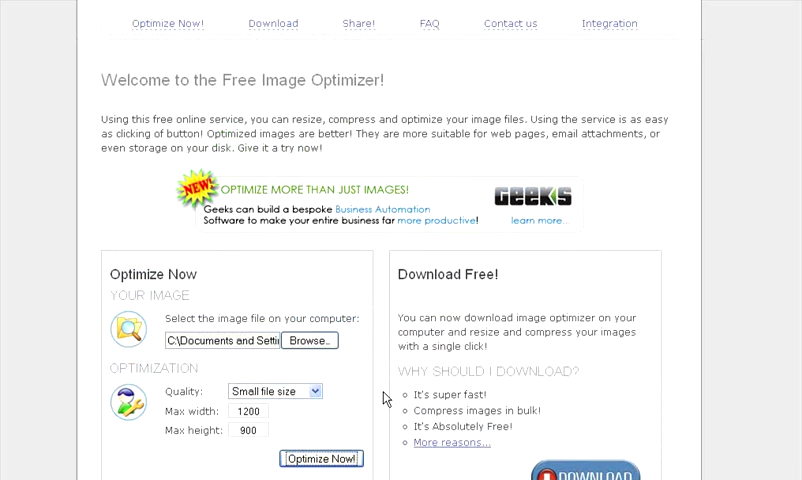 Optimize Now! Download Share! FAQ Contact us Integration
Welcome to the Free Image Optimizer!
Using this free online service, you can resize, compress and optimize your image files. Using the service is as easy
as clicking of button! Optimized images are better! They are more suitable for web pages, email attachments, or
even storage on your disk. Give it a try now!
NEW! OPTIMIZE MORE THAN JUST IMAGES!
Geeks can build a bespoke Business Automation
Software to make your entire business far more productive!
GEEKS
learn more...
Optimize Now
YOUR IMAGE
Select the image file on your computer:
C:\Documents and Setti Browse...
OPTIMIZATION
Quality: Small file size
Max width: 1200
Max height: 900
Optimize Now!
Download Free!
You can now download image optimizer on your
computer and resize and compress your images
with a single click!
WHY SHOULD I DOWNLOAD?
It's super fast!
Compress images in bulk!
It's Absolutely Free!
More reasons...
DOWNLOAD